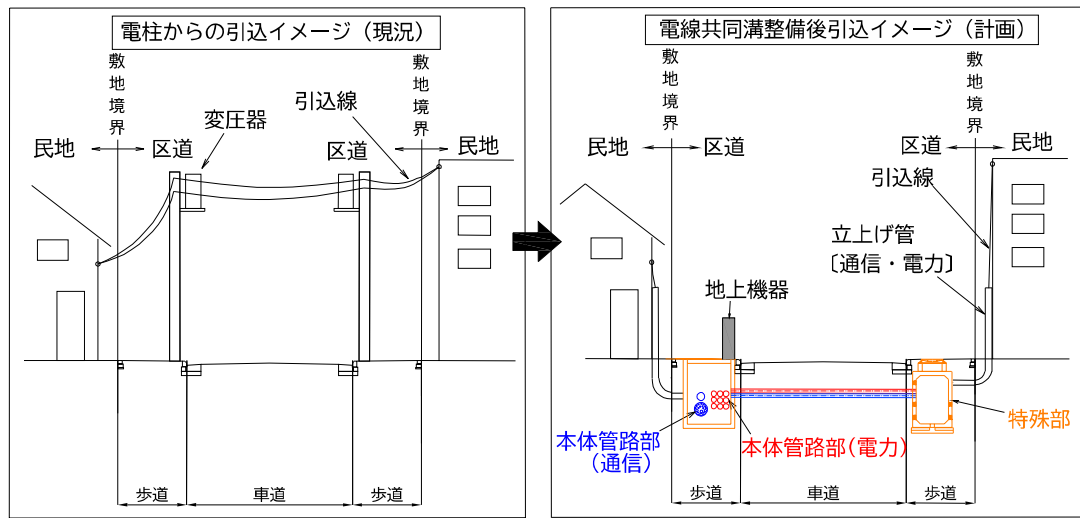 電柱からの引込イメージ（現況）
敷地境界
敷地境界
引込線
変圧器
民地
区道
区道
民地
歩道
車道
歩道
電線共同溝整備後引込イメージ（計画）
敷地境界
敷地境界
民地
区道
区道
民地
引込線
立上げ管
〔通信・電力〕
地上機器
本体管路部
（通信）
本体管路部(電力)
特殊部
歩道
車道
歩道